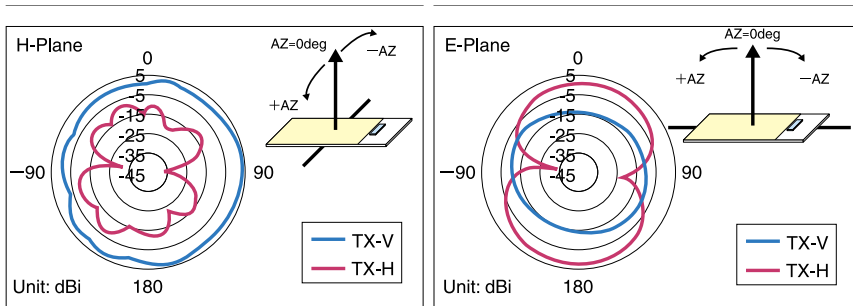 H-Plane
AZ=0deg
−AZ
+AZ
0
5
-5
-15
-25
-35
-45
−90
90
TX-V
TX-H
Unit: dBi
180
E-Plane
AZ=0deg
+AZ
−AZ
0
5
-5
-15
-25
-35
-45
−90
90
TX-V
TX-H
Unit: dBi
180